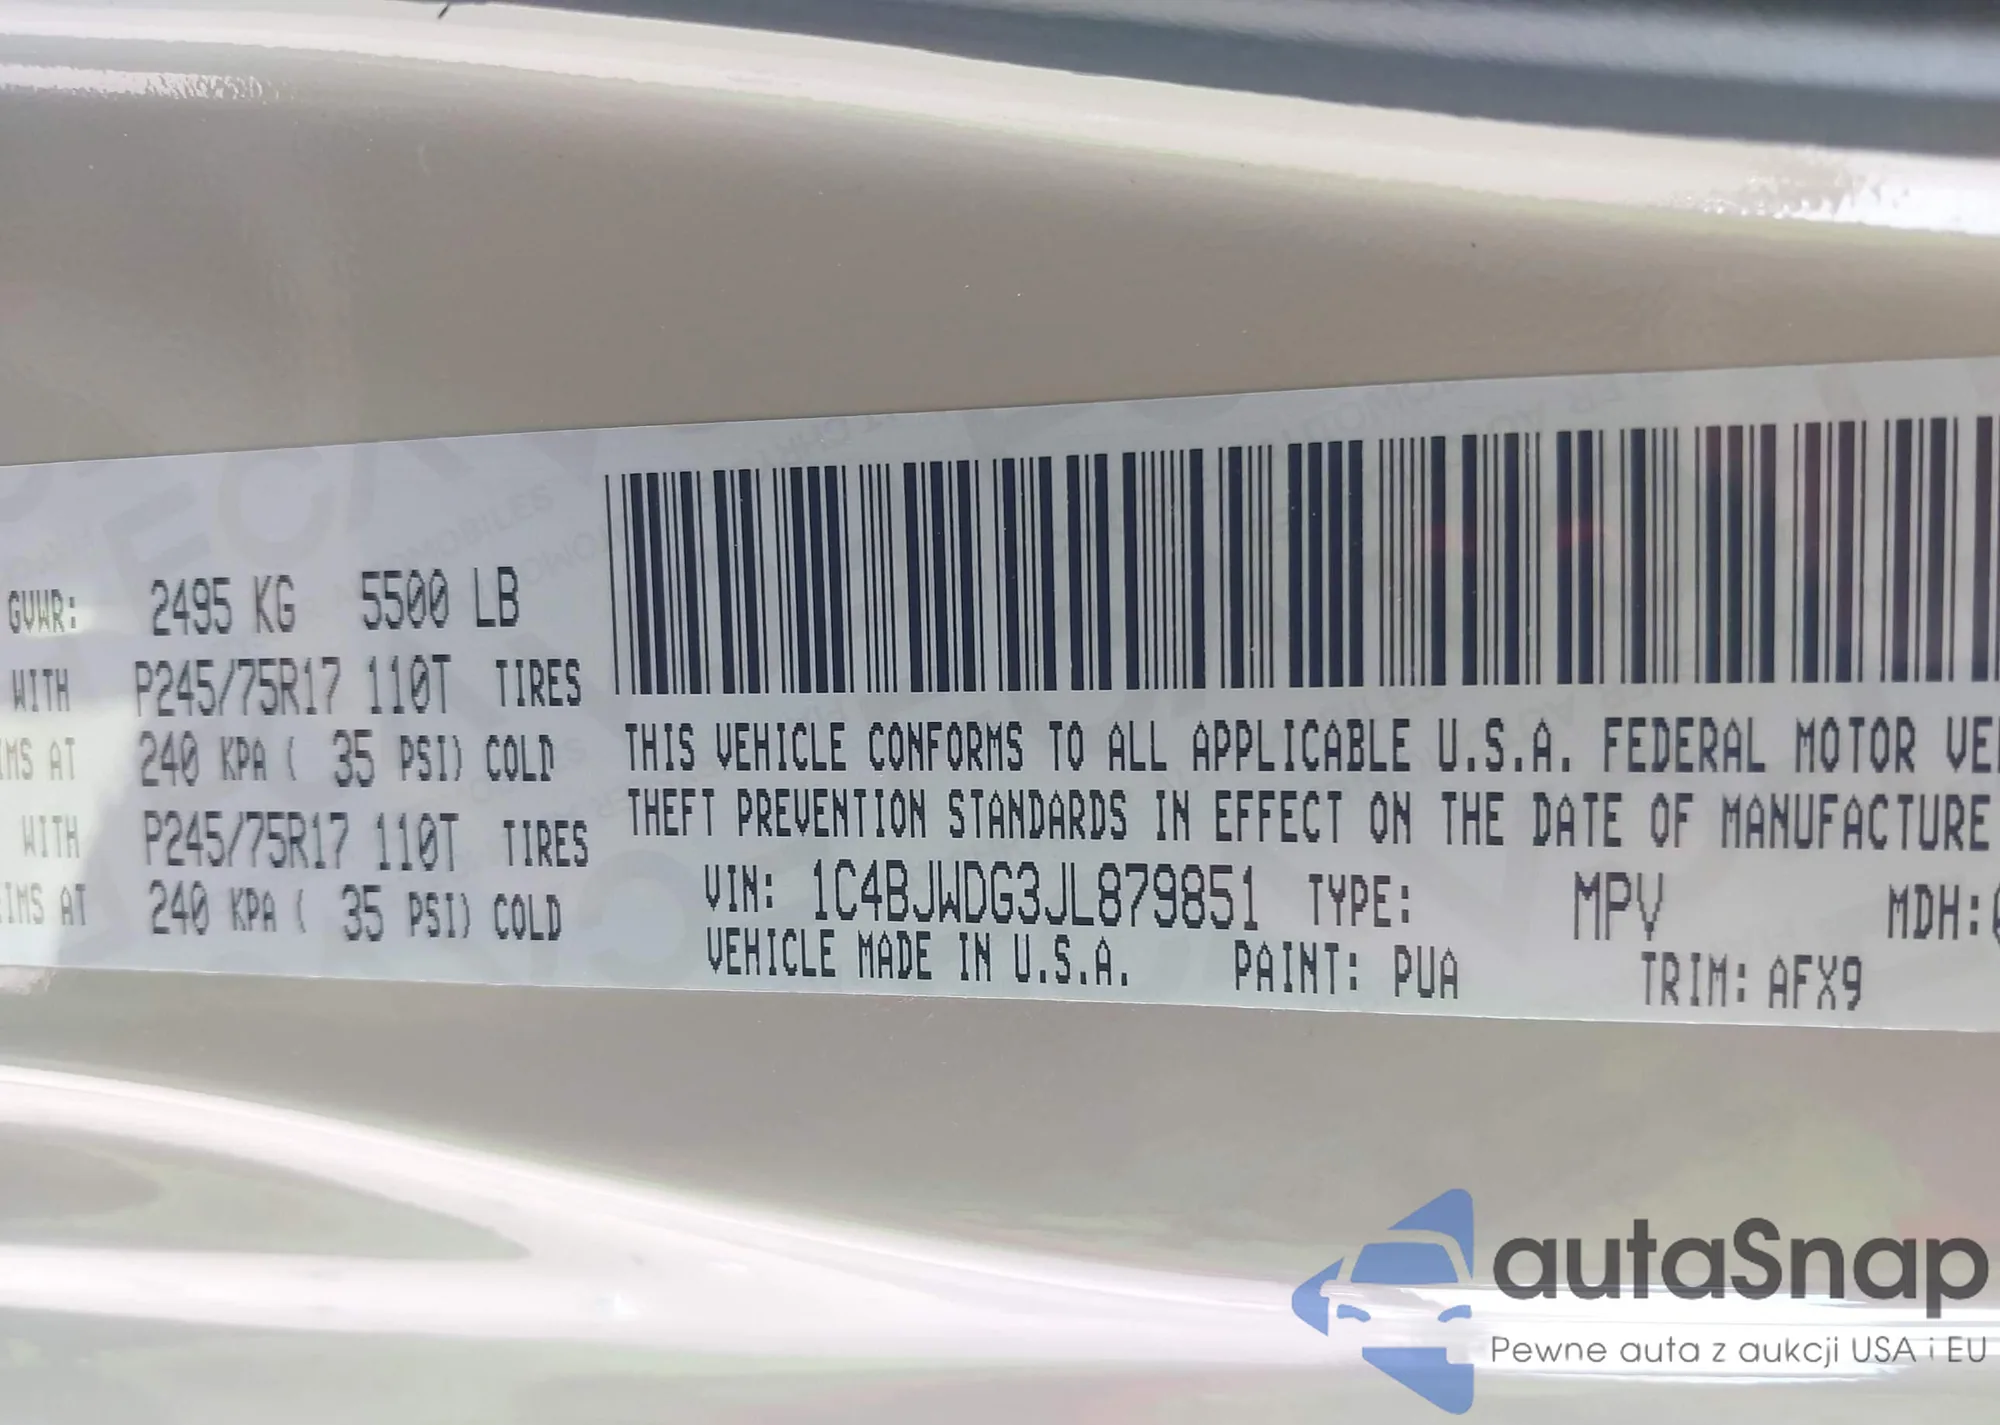 GVWR: 2495 KG 5500 LB
WITH P245/75R17 110T TIRES
IMS AT 240 KPA ( 35 PSI) COLD
WITH P245/75R17 110T TIRES
IMS AT 240 KPA ( 35 PSI) COLD
THIS VEHICLE CONFORMS TO ALL APPLICABLE U.S.A. FEDERAL MOTOR VE
THEFT PREVENTION STANDARDS IN EFFECT ON THE DATE OF MANUFACTURE
VIN: 1C4BJWDG3JL879851 TYPE: MPV MDH:
VEHICLE MADE IN U.S.A. PAINT: PUA TRIM: AFX9
autaSnap
Pewne auta z aukcji USA i EU